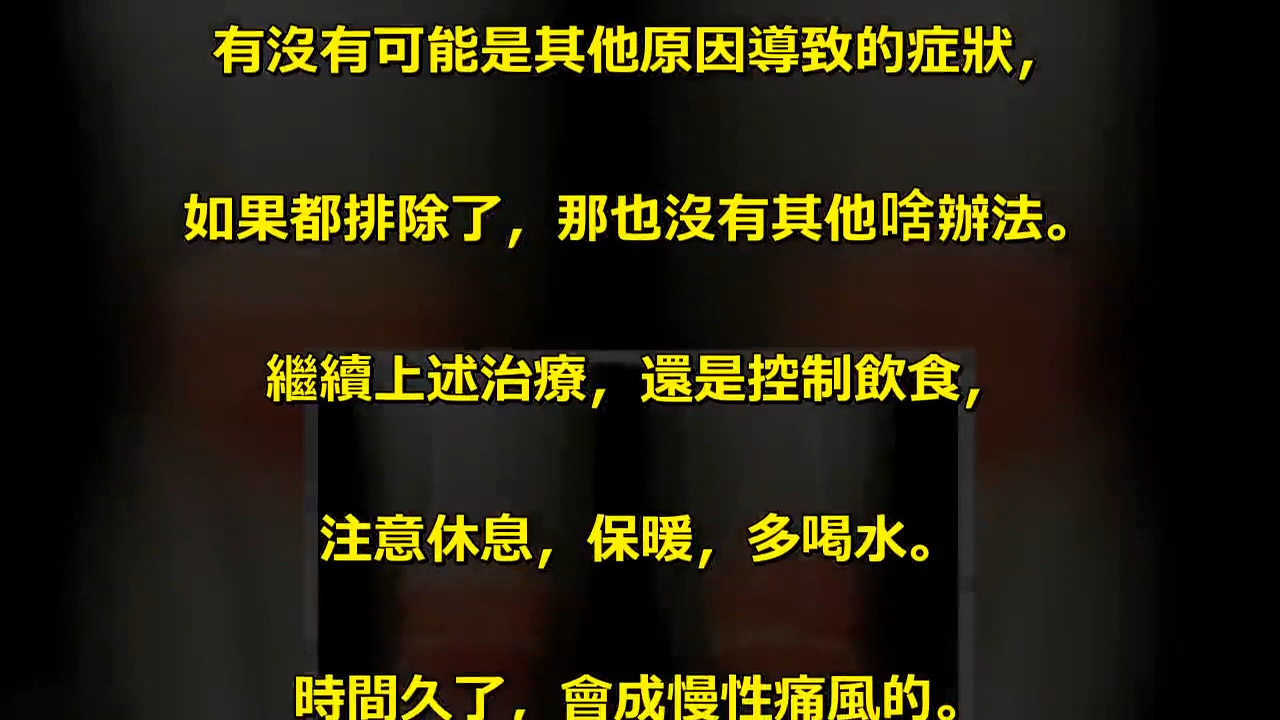 有沒有可能是其他原因導致的症狀，
如果都排除了，那也沒有其他啥辦法。
繼續上述治療，還是控制飲食，
注意休息，保暖，多喝水。
時間久了，會成慢性痛風的。